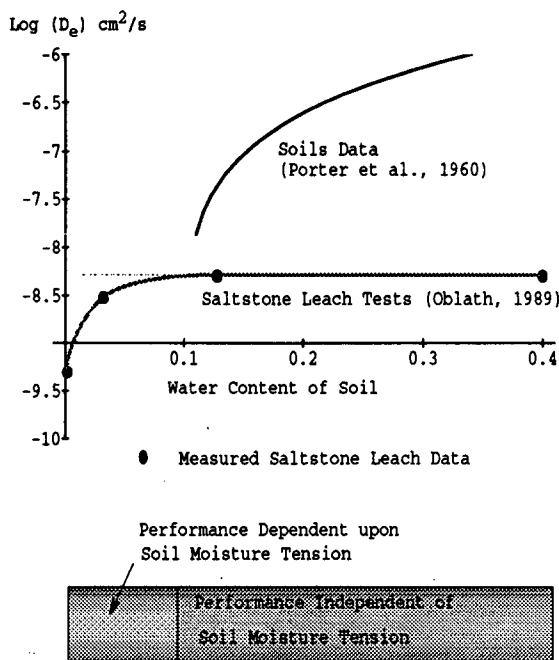 Log (Dₑ) cm²/s
-6
-6.5
-7
Soils Data
(Porter et al., 1960)
-7.5
-8
-8.5
Saltstone Leach Tests (Oblath, 1989)
0.1
0.2
0.3
0.4
-9.5
Water Content of Soil
-10
Measured Saltstone Leach Data
Performance Dependent upon
Soil Moisture Tension
Performance Independent of
Soil Moisture Tension